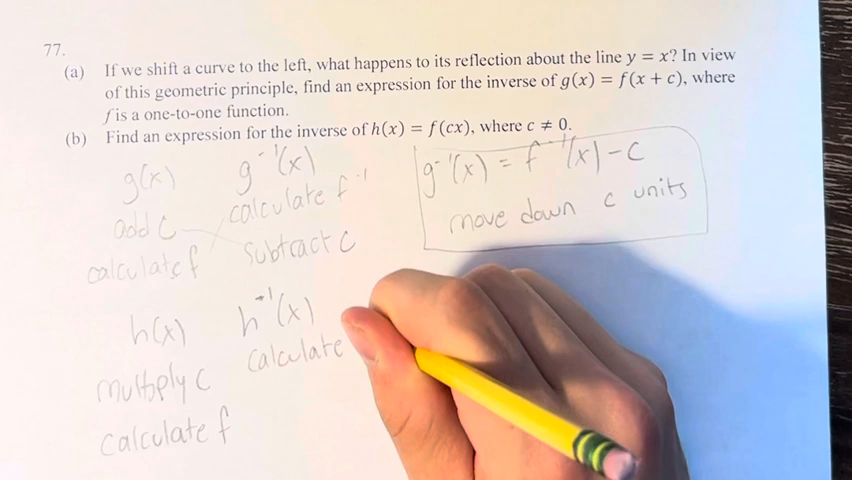 77.
(a) If we shift a curve to the left, what happens to its reflection about the line y = x? In view
of this geometric principle, find an expression for the inverse of g(x) = f(x + c), where
f is a one-to-one function.
(b) Find an expression for the inverse of h(x) = f(cx), where c ≠ 0.
g(x) g⁻¹(x)
add c calculate f⁻¹
calculate f subtract c
g⁻¹(x) = f⁻¹(x) - c
move down c units
h(x) h⁻¹(x)
multiply c calculate
calculate f